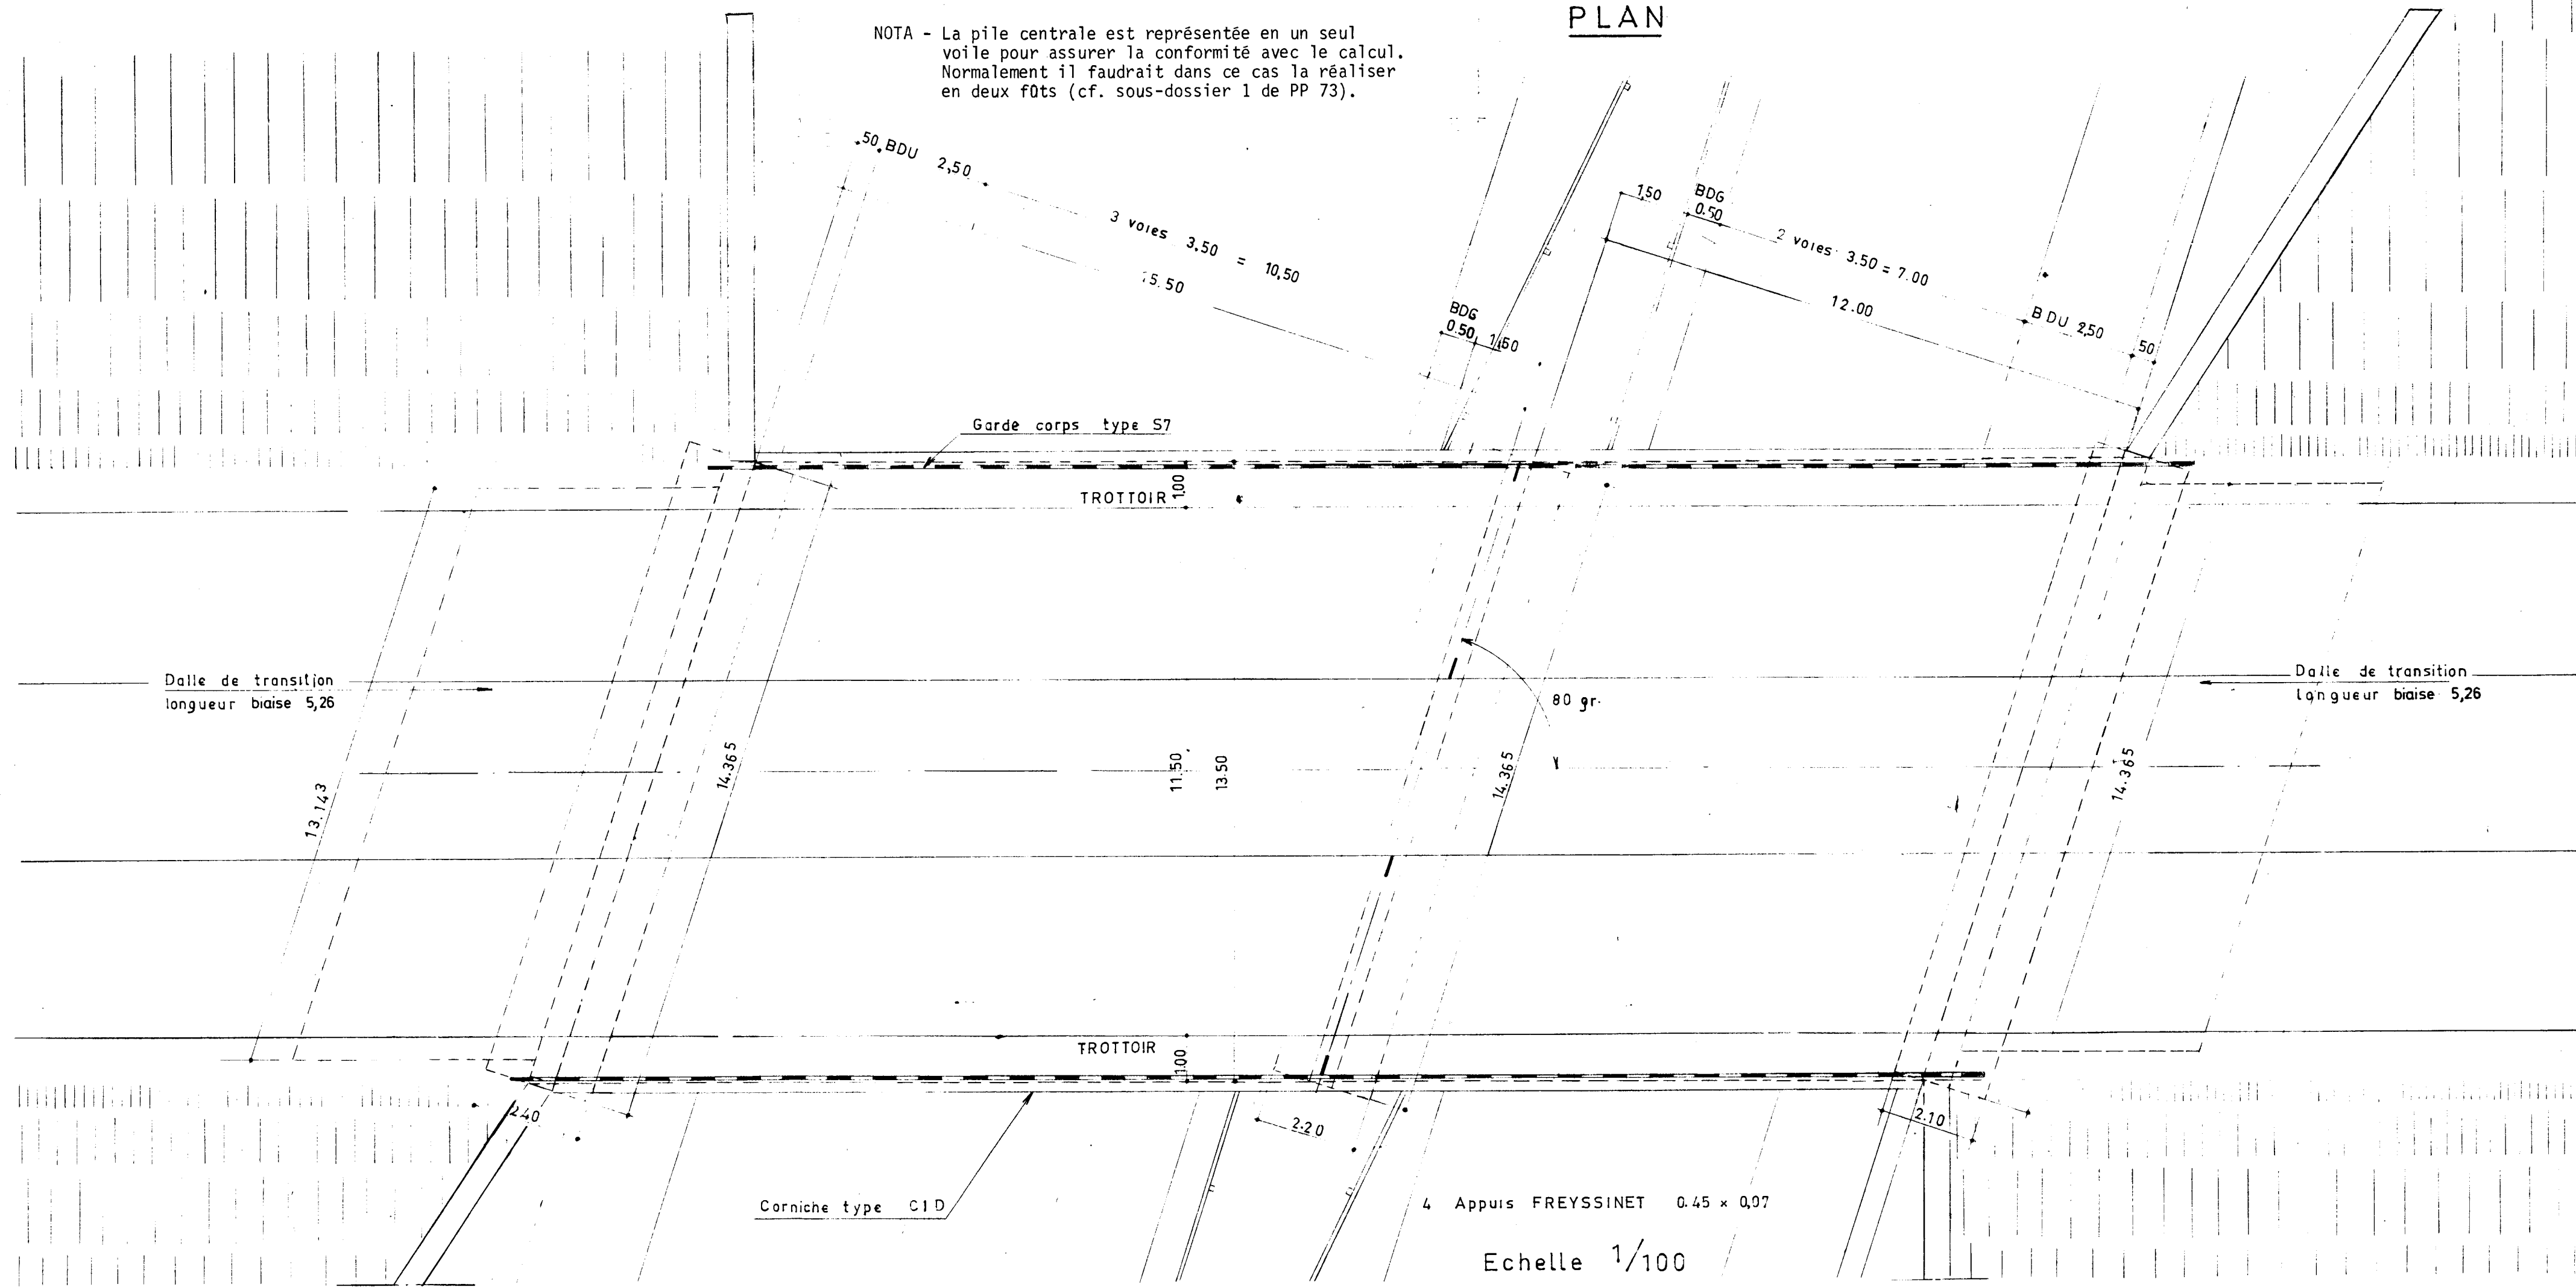 PLAN
NOTA - La pile centrale est représentée en un seul
voile pour assurer la conformité avec le calcul.
Normalement il faudrait dans ce cas la réaliser
en deux fûts (cf. sous-dossier 1 de PP 73).
.50 BDU 2,50
3 voies 3.50 = 10,50
15.50
BDG
0.50 1,50
1,50
BDG
0.50
2 voies 3.50 = 7.00
12.00
BDU 2,50
50
Garde corps type S7
TROTTOIR
1,00
Dalle de transition
longueur biaise 5,26
80 gr.
Dalle de transition
longueur biaise 5,26
13.143
14.365
11.50
13.50
14.365
14.365
TROTTOIR
1.00
2.40
2.20
2.10
Corniche type C1D
4 Appuis FREYSSINET 0.45 x 0,07
Echelle 1/100